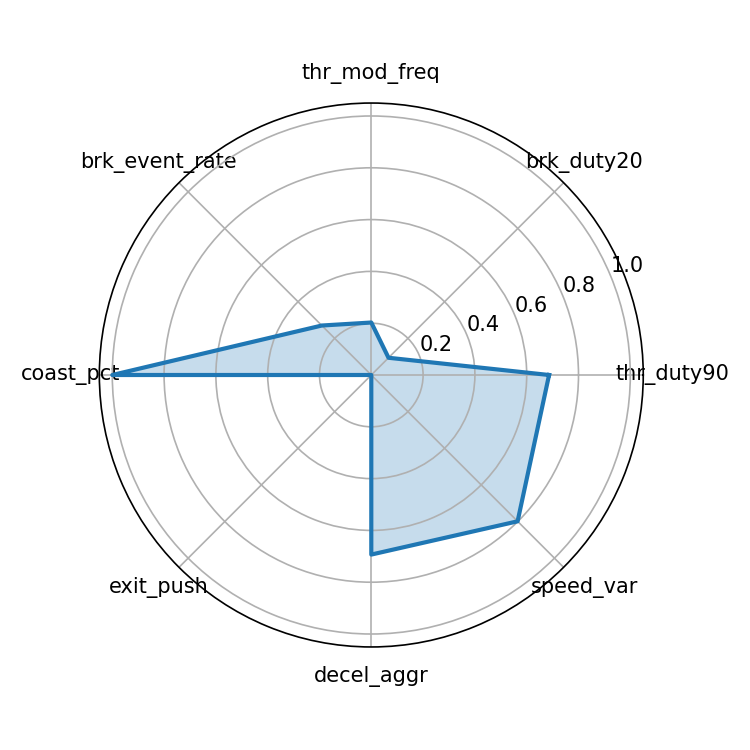 thr_mod_freq
brk_event_rate
brk_duty20
1.0
0.8
0.6
0.4
0.2
coast_pct
thr_duty90
exit_push
speed_var
decel_aggr